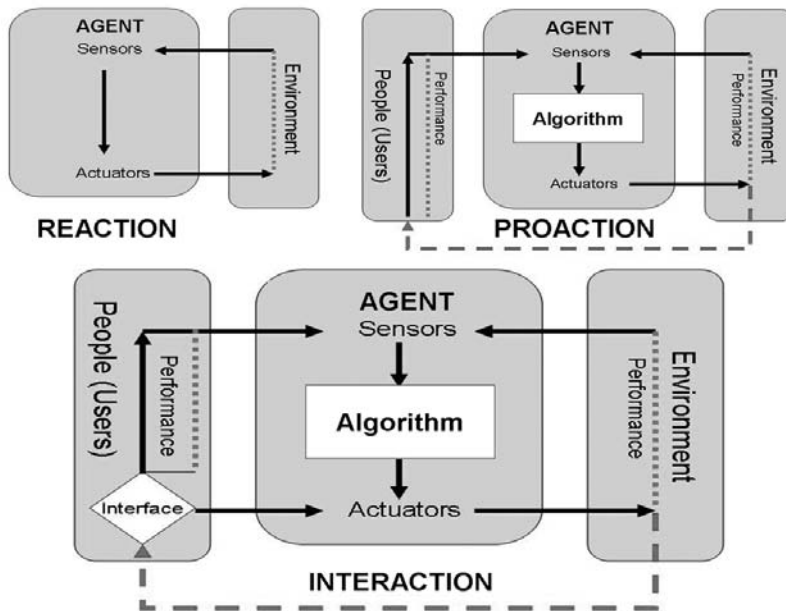 AGENT
Sensors
Actuators
Environment
REACTION
People (Users)
Performance
AGENT
Sensors
Algorithm
Actuators
Performance
Environment
PROACTION
People (Users)
Performance
Interface
AGENT
Sensors
Algorithm
Actuators
Performance
Environment
INTERACTION